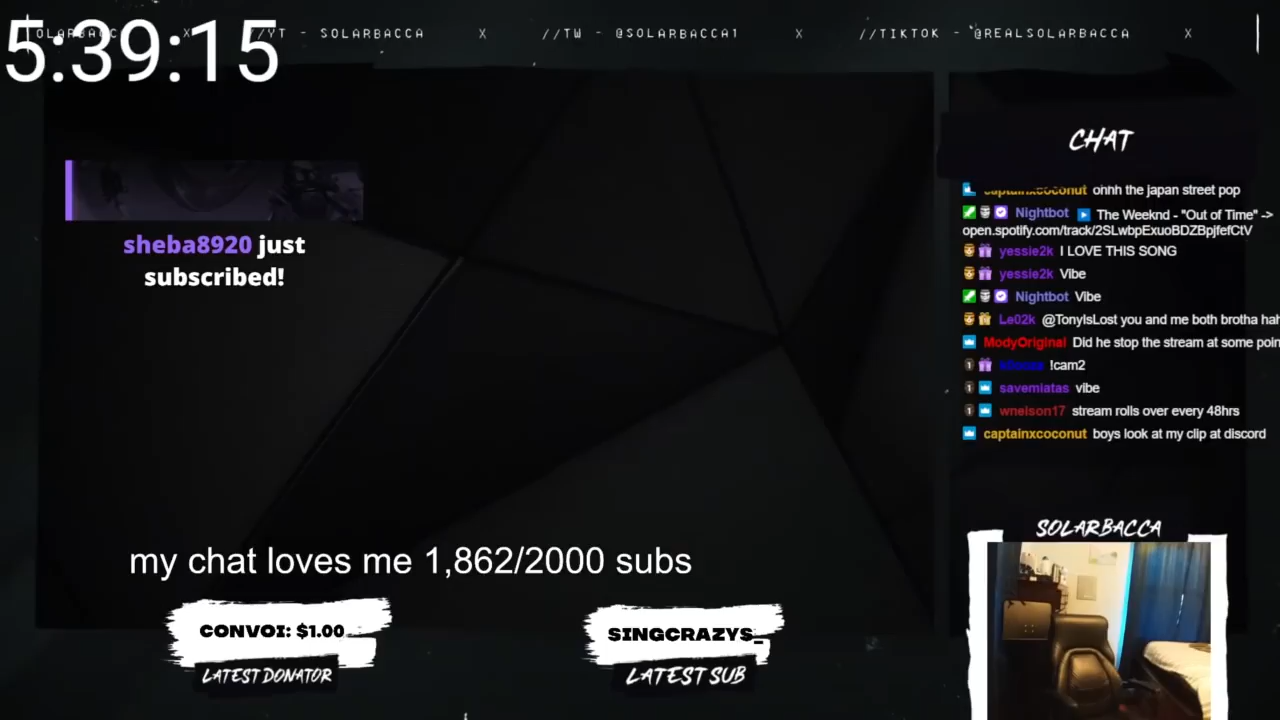 5:39:15
//YT - SOLARBACCA X //TW - @SOLARBACCA1 X //TIKTOK - @REALSOLARBACCA X
sheba8920 just
subscribed!
CHAT
captainxcoconut ohhh the japan street pop
Nightbot The Weeknd - "Out of Time" ->
open.spotify.com/track/2SLwbpExuoBDZBpjfefCtV
yessie2k I LOVE THIS SONG
yessie2k Vibe
Nightbot Vibe
Le02k @TonyIsLost you and me both brotha hah
ModyOriginal Did he stop the stream at some poin
!cam2
savemiatas vibe
wnelson17 stream rolls over every 48hrs
captainxcoconut boys look at my clip at discord
SOLARBACCA
my chat loves me 1,862/2000 subs
CONVOI: $1.00
LATEST DONATOR
SINGCRAZYS_
LATEST SUB